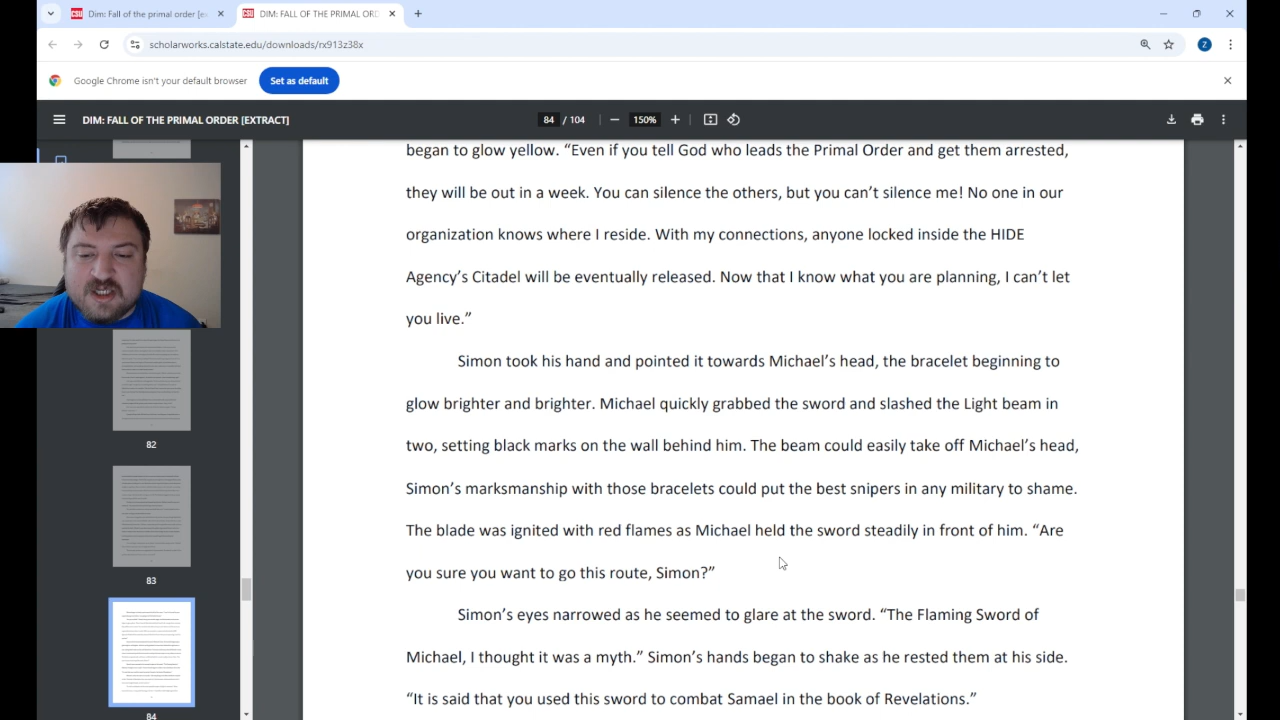 DIM: Fall of the primal order [e
DIM: FALL OF THE PRIMAL ORD
scholarworks.calstate.edu/downloads/rx913z38x
Z
Google Chrome isn't your default browser
Set as default
DIM: FALL OF THE PRIMAL ORDER [EXTRACT]
84 / 104
150%
began to glow yellow. “Even if you tell God who leads the Primal Order and get them arrested,
they will be out in a week. You can silence the others, but you can’t silence me! No one in our
organization knows where I reside. With my connections, anyone locked inside the HIDE
Agency’s Citadel will be eventually released. Now that I know what you are planning, I can’t let
you live.”
Simon took his hand and pointed it towards Michael’s head, the bracelet beginning to
glow brighter and brighter. Michael quickly grabbed the sword and slashed the Light beam in
two, setting black marks on the wall behind him. The beam could easily take off Michael’s head,
Simon’s marksmanship with those bracelets could put the best snipers in any military to shame.
The blade was ignited with red flames as Michael held the sword steadily in front of him. “Are
you sure you want to go this route, Simon?”
Simon’s eyes narrowed as he seemed to glare at the sword. “The Flaming Sword of
Michael, I thought it was a myth.” Simon’s hands began to shake as he rested them at his side.
“It is said that you used this sword to combat Samael in the book of Revelations.”
82
83
84